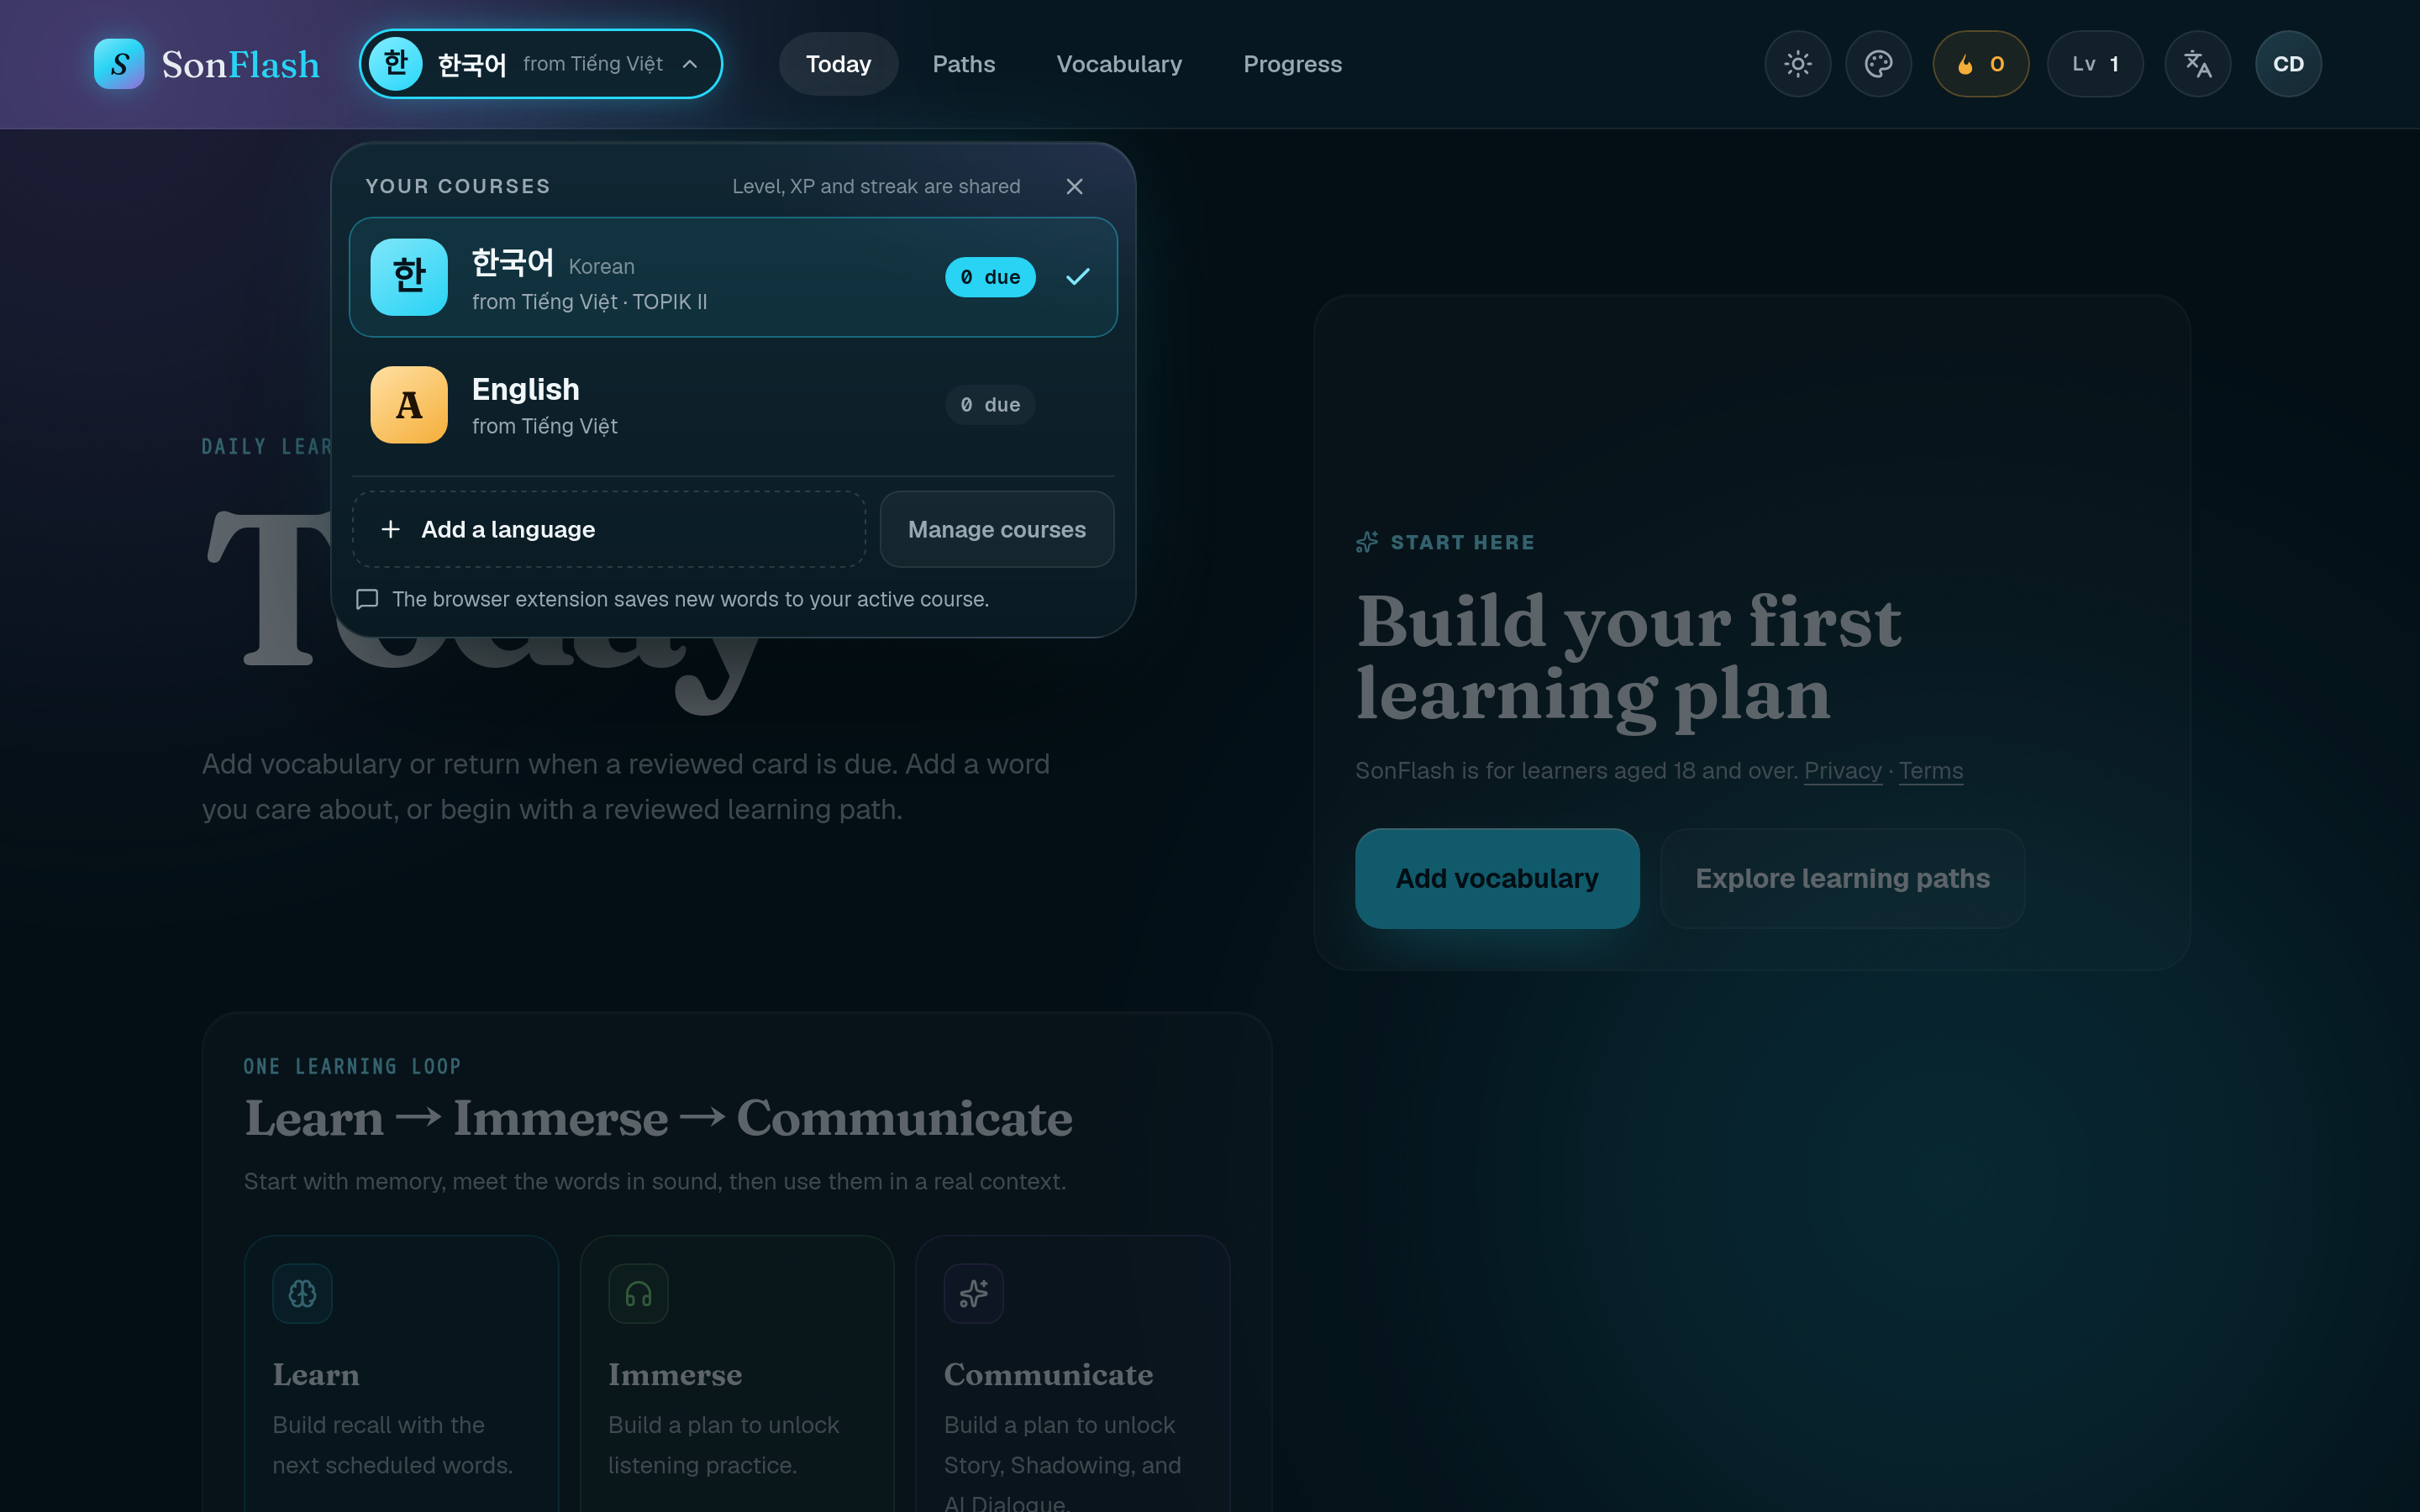 S SonFlash
한 한국어 from Tiếng Việt
Today Paths Vocabulary Progress
0
Lv 1
CD
YOUR COURSES
Level, XP and streak are shared
한
한국어 Korean
from Tiếng Việt · TOPIK II
0 due
A
English
from Tiếng Việt
0 due
Add a language
Manage courses
The browser extension saves new words to your active course.
DAILY LEAR
Today
Add vocabulary or return when a reviewed card is due. Add a word
you care about, or begin with a reviewed learning path.
START HERE
Build your first
learning plan
SonFlash is for learners aged 18 and over. Privacy · Terms
Add vocabulary
Explore learning paths
ONE LEARNING LOOP
Learn → Immerse → Communicate
Start with memory, meet the words in sound, then use them in a real context.
Learn
Build recall with the
next scheduled words.
Immerse
Build a plan to unlock
listening practice.
Communicate
Build a plan to unlock
Story, Shadowing, and
AI Dialogue.